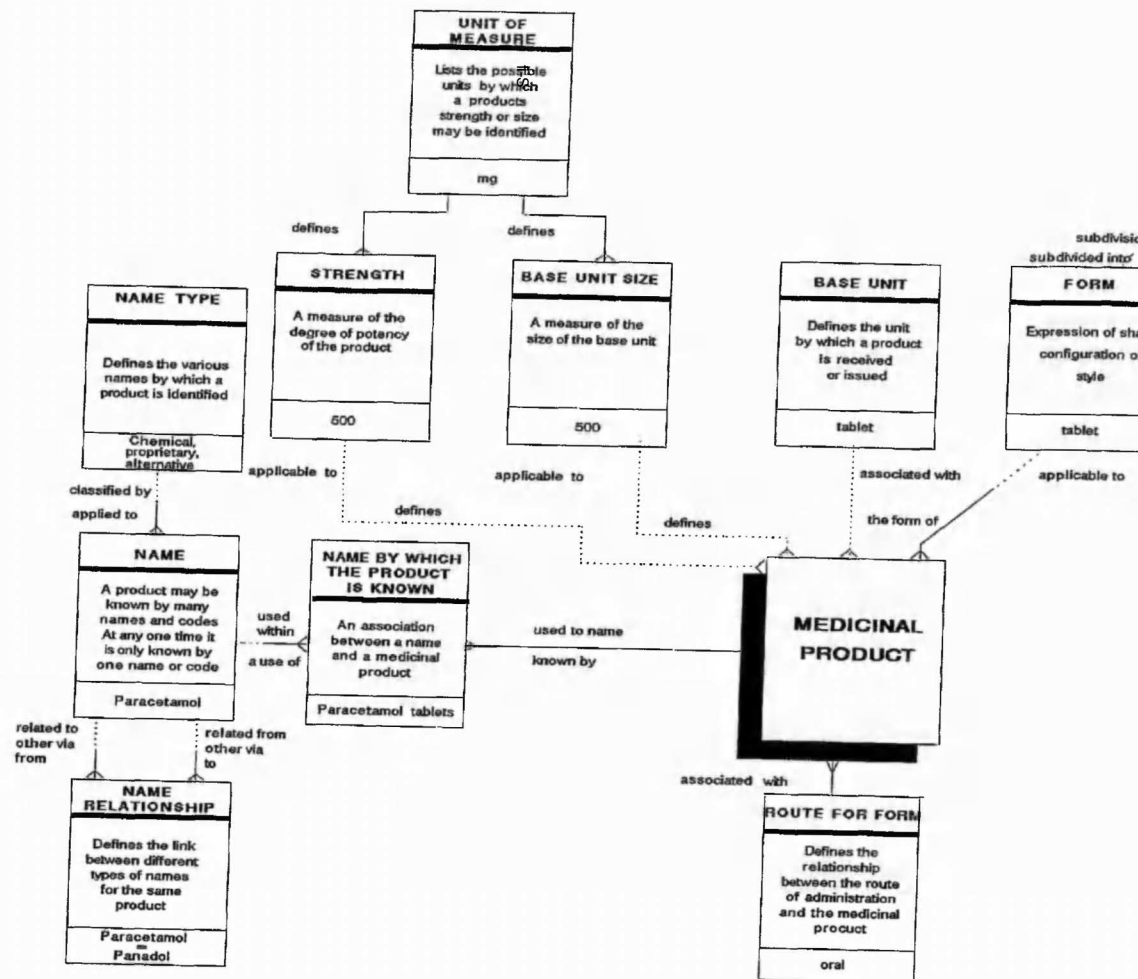 UNIT OF
MEASURE
Lists the possible
units by which
a products
strength or size
may be identified
mg
defines
defines
STRENGTH
A measure of the
degree of potency
of the product
500
BASE UNIT SIZE
A measure of the
size of the base unit
500
BASE UNIT
Defines the unit
by which a product
is received
or issued
tablet
subdivisio
subdivided into
FORM
Expression of sha
configuration o
style
tablet
NAME TYPE
Defines the various
names by which a
product is identified
Chemical,
proprietary,
alternative
applicable to
applicable to
associated with
applicable to
classified by
applied to
defines
defines
the form of
NAME
A product may be
known by many
names and codes
At any one time it
is only known by
one name or code
Paracetamol
used
within
a use of
NAME BY WHICH
THE PRODUCT
IS KNOWN
An association
between a name
and a medicinal
product
Paracetamol tablets
used to name
known by
MEDICINAL
PRODUCT
related to
other via
from
related from
other via
to
associated with
NAME
RELATIONSHIP
Defines the link
between different
types of names
for the same
product
Paracetamol
=
Panadol
ROUTE FOR FORM
Defines the
relationship
between the route
of administration
and the medicinal
procuct
oral